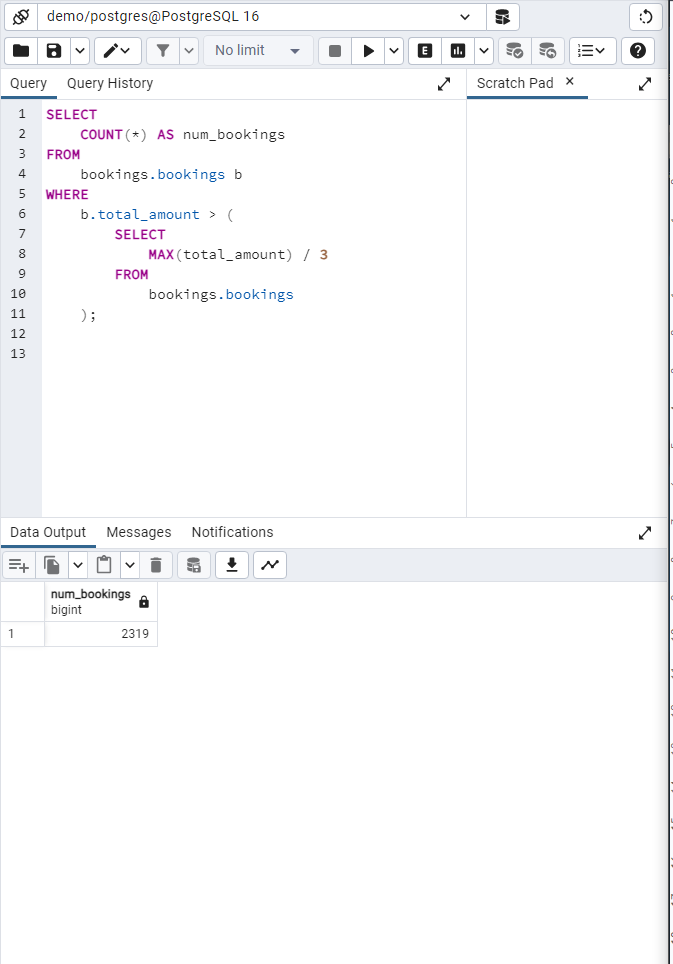 demo/postgres@PostgreSQL 16
No limit
E
Query Query History
Scratch Pad ×
1 SELECT
2 COUNT(*) AS num_bookings
3 FROM
4 bookings.bookings b
5 WHERE
6 b.total_amount > (
7 SELECT
8 MAX(total_amount) / 3
9 FROM
10 bookings.bookings
11 );
12
13
Data Output Messages Notifications
num_bookings
bigint
1 2319